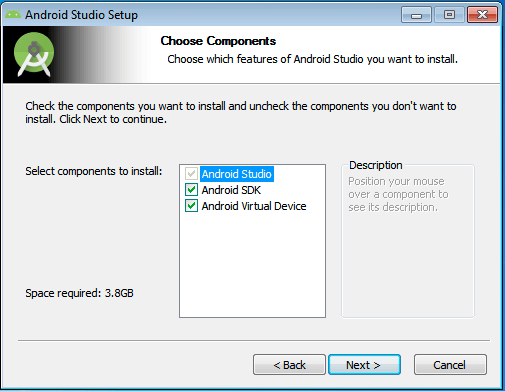 Android Studio Setup
Choose Components
Choose which features of Android Studio you want to install.
Check the components you want to install and uncheck the components you don't want to
install. Click Next to continue.
Select components to install:
Android Studio
Android SDK
Android Virtual Device
Description
Position your mouse
over a component to
see its description.
Space required: 3.8GB
< Back
Next >
Cancel